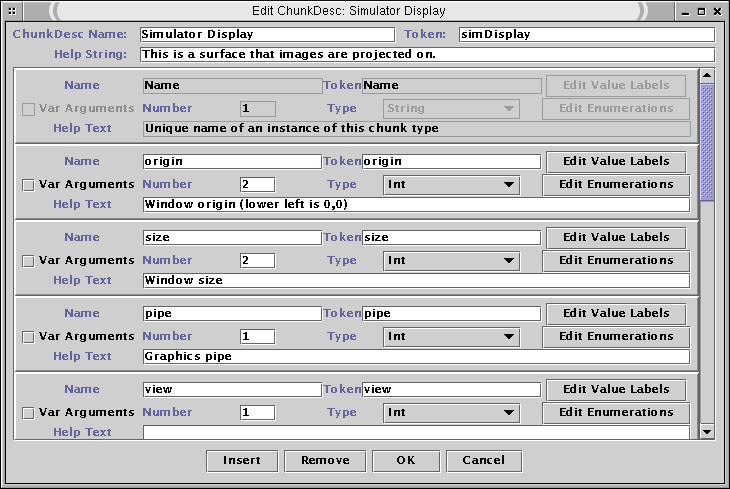 Edit ChunkDesc: Simulator Display
ChunkDesc Name: Simulator Display Token: simDisplay
Help String: This is a surface that images are projected on.
Name Name Token Name Edit Value Labels
Var Arguments Number 1 Type String Edit Enumerations
Help Text Unique name of an instance of this chunk type
Name origin Token origin Edit Value Labels
Var Arguments Number 2 Type Int Edit Enumerations
Help Text Window origin (lower left is 0,0)
Name size Token size Edit Value Labels
Var Arguments Number 2 Type Int Edit Enumerations
Help Text Window size
Name pipe Token pipe Edit Value Labels
Var Arguments Number 1 Type Int Edit Enumerations
Help Text Graphics pipe
Name view Token view Edit Value Labels
Var Arguments Number 1 Type Int Edit Enumerations
Help Text
Insert Remove OK Cancel